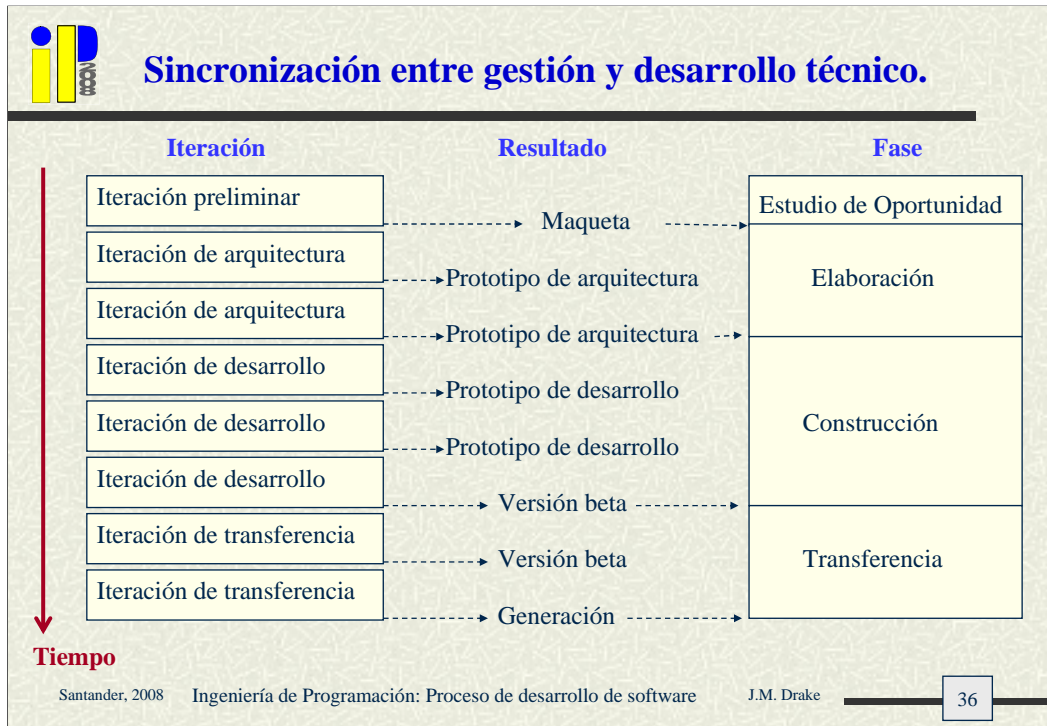 iP
2008
Sincronización entre gestión y desarrollo técnico.
Iteración Resultado Fase
Iteración preliminar
Estudio de Oportunidad
Maqueta
Iteración de arquitectura
Prototipo de arquitectura
Elaboración
Iteración de arquitectura
Prototipo de arquitectura
Iteración de desarrollo
Prototipo de desarrollo
Iteración de desarrollo
Construcción
Prototipo de desarrollo
Iteración de desarrollo
Versión beta
Iteración de transferencia
Versión beta
Transferencia
Iteración de transferencia
Generación
Tiempo
Santander, 2008 Ingeniería de Programación: Proceso de desarrollo de software J.M. Drake 36